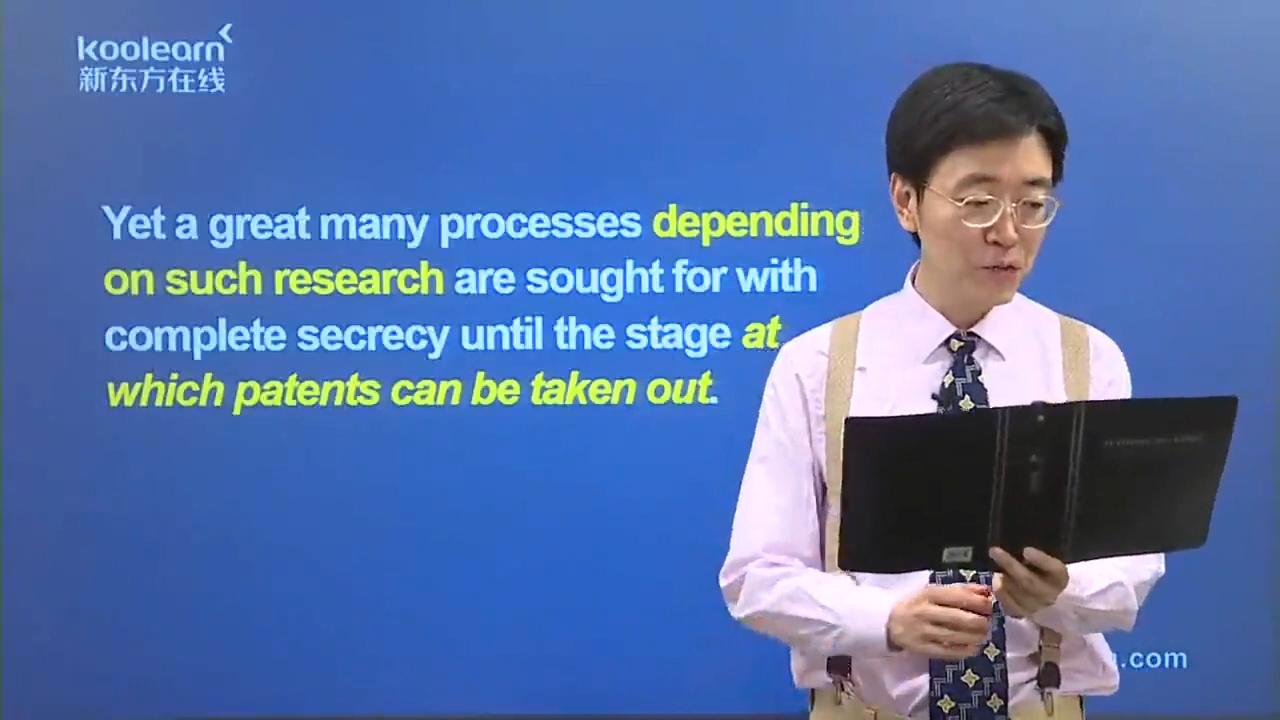 koolearn
新东方在线
Yet a great many processes depending
on such research are sought for with
complete secrecy until the stage at
which patents can be taken out.
.com